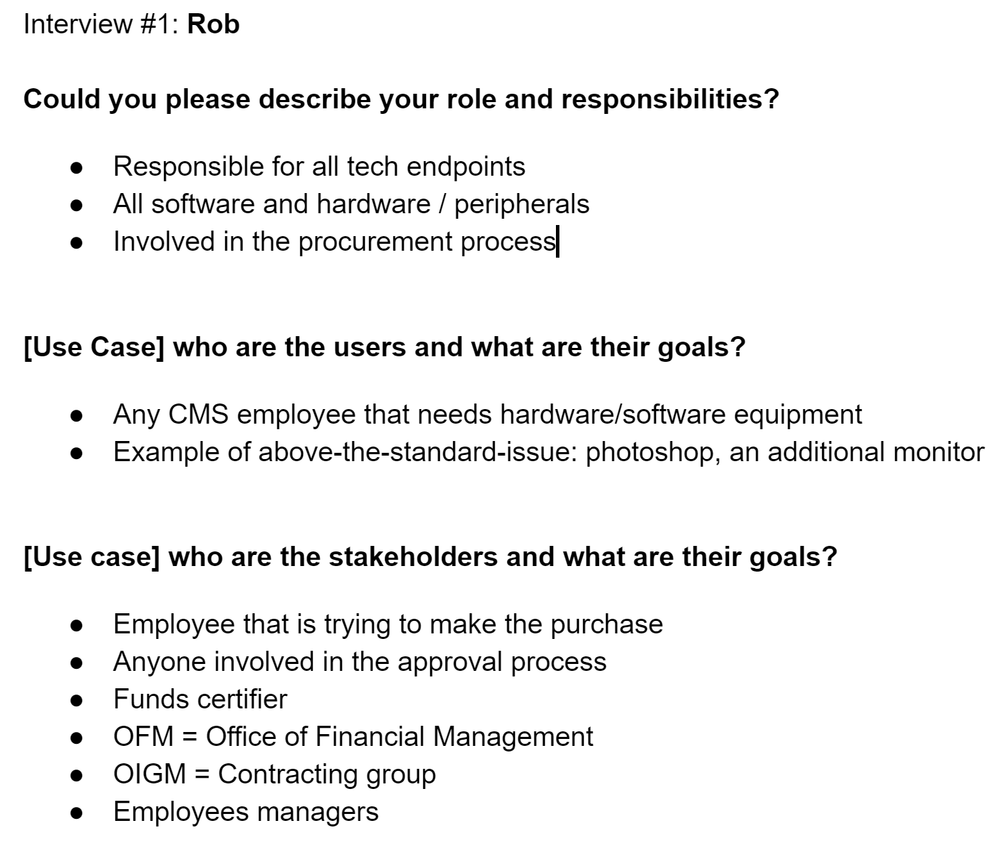 Interview #1: Rob
Could you please describe your role and responsibilities?
● Responsible for all tech endpoints
● All software and hardware / peripherals
● Involved in the procurement process
[Use Case] who are the users and what are their goals?
● Any CMS employee that needs hardware/software equipment
● Example of above-the-standard-issue: photoshop, an additional monitor
[Use case] who are the stakeholders and what are their goals?
● Employee that is trying to make the purchase
● Anyone involved in the approval process
● Funds certifier
● OFM = Office of Financial Management
● OIGM = Contracting group
● Employees managers